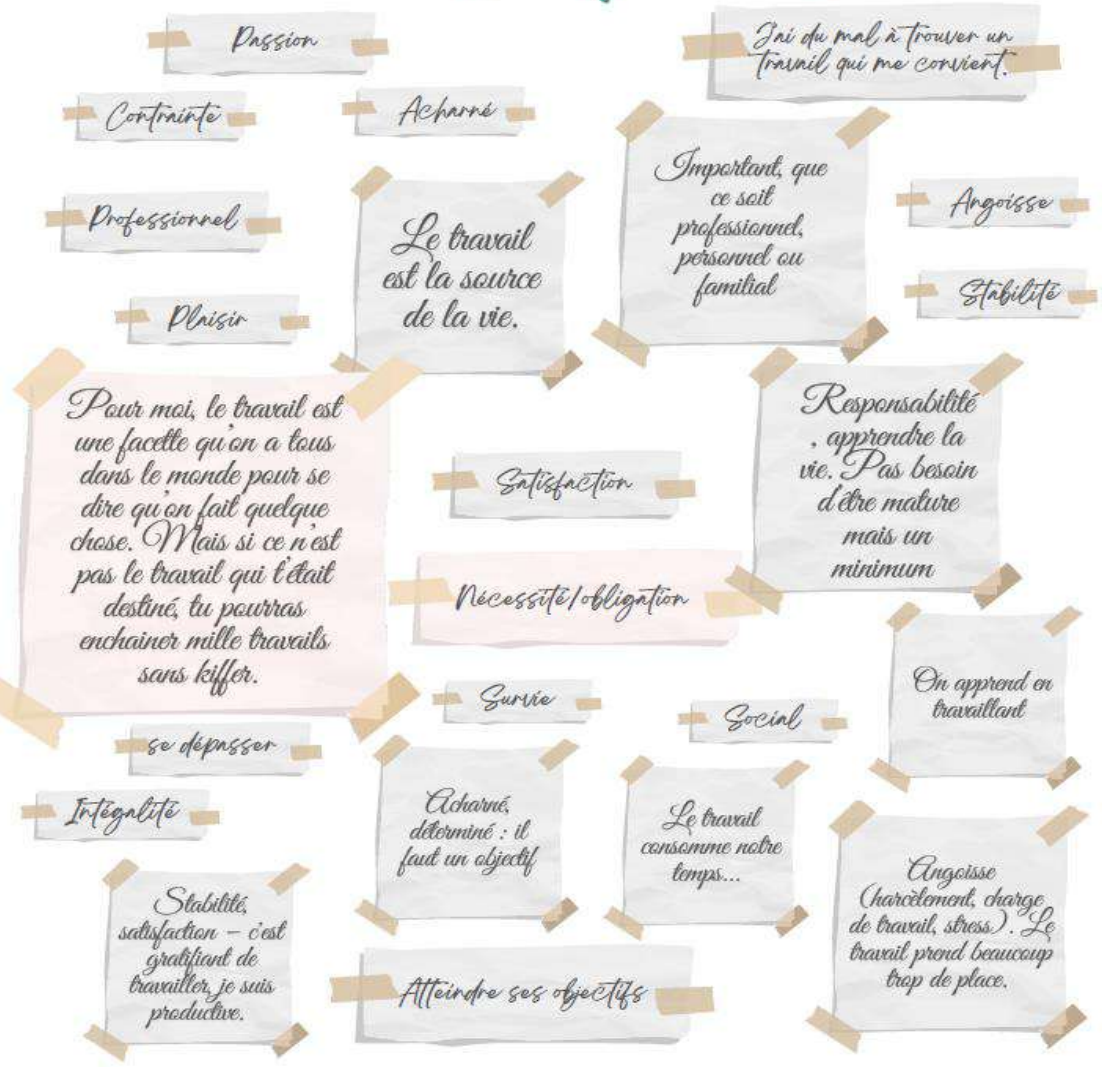 Passion
J'ai du mal à trouver un
travail qui me convient.
Contrainte
Acharné
Important, que
ce soit
professionnel,
personnel ou
familial
Professionnel
Le travail
est la source
de la vie.
Angoisse
Stabilité
Plaisir
Pour moi, le travail est
une facette qu'on a tous
dans le monde pour se
dire qu'on fait quelque
chose. Mais si ce n'est
pas le travail qui t'était
destiné, tu pourras
enchainer mille travails
sans kiffer.
Responsabilité
, apprendre la
vie. Pas besoin
d'être mature
mais un
minimum
Satisfaction
Nécessité/obligation
On apprend en
travaillant
Survie
Social
se dépasser
Intégalité
Acharné,
déterminé : il
faut un objectif
Le travail
consomme notre
temps...
Angoisse
(harcèlement, charge
de travail, stress). Le
travail prend beaucoup
trop de place.
Stabilité,
satisfaction – c'est
gratifiant de
travailler, je suis
productive.
Atteindre ses objectifs